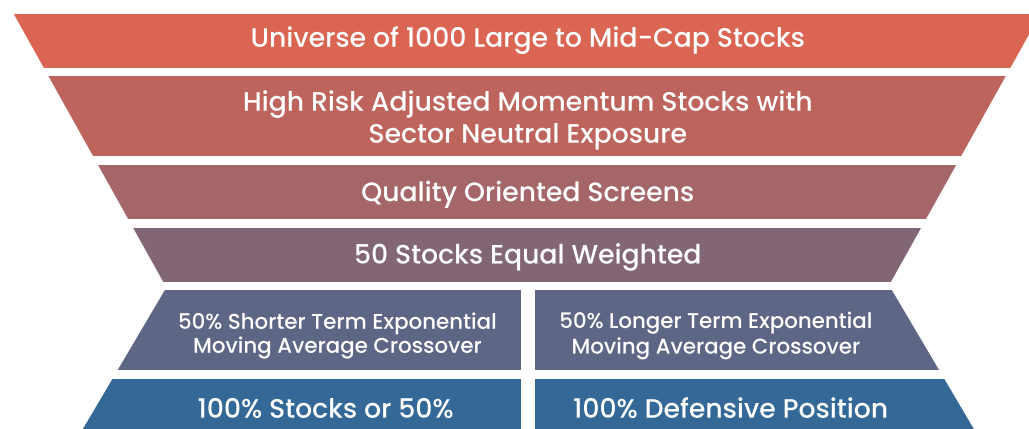 Universe of 1000 Large to Mid-Cap Stocks
High Risk Adjusted Momentum Stocks with
Sector Neutral Exposure
Quality Oriented Screens
50 Stocks Equal Weighted
50% Shorter Term Exponential
Moving Average Crossover
50% Longer Term Exponential
Moving Average Crossover
100% Stocks or 50%
100% Defensive Position